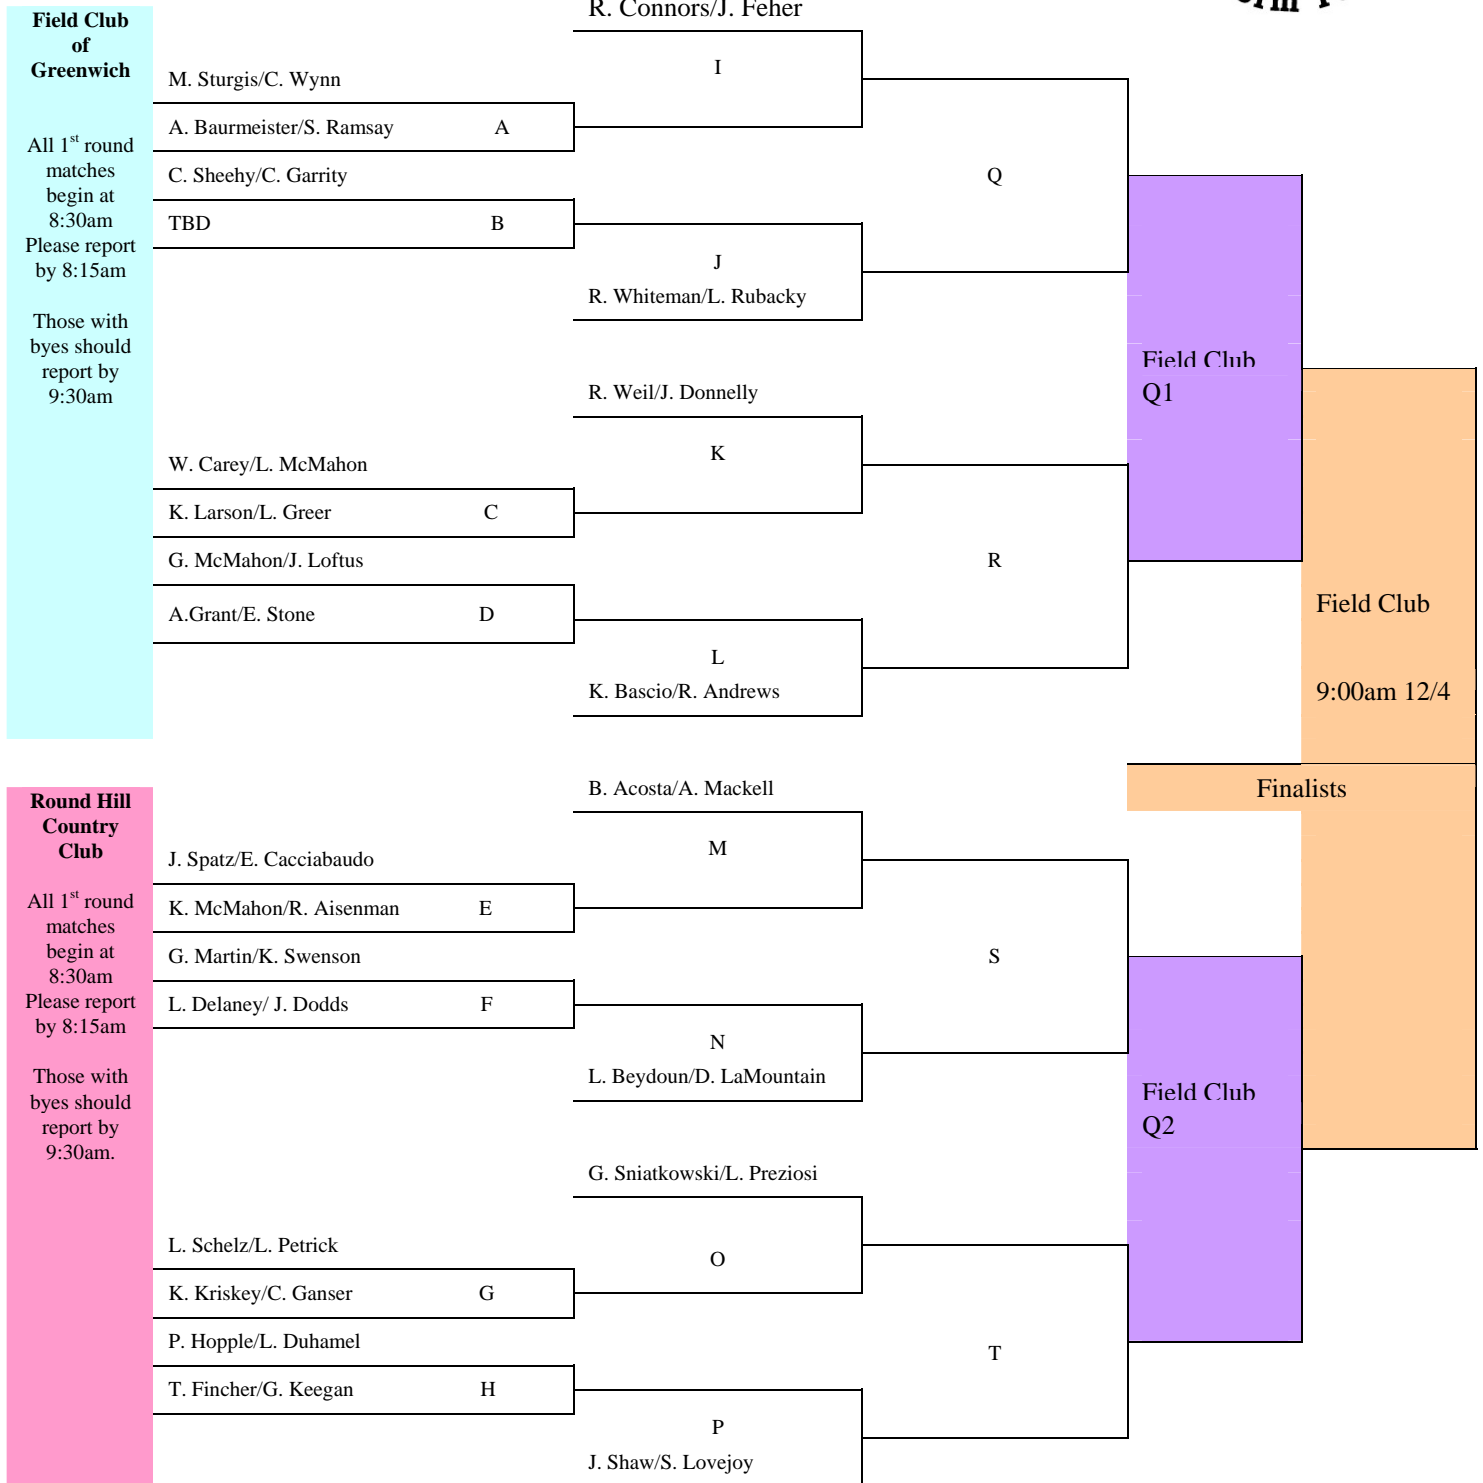 R. Connors/J. Feher
Field Club
of
Greenwich
All 1st round
matches
begin at
8:30am
Please report
by 8:15am
Those with
byes should
report by
9:30am
M. Sturgis/C. Wynn
A. Baurmeister/S. Ramsay A
C. Sheehy/C. Garrity
TBD B
I
J
R. Whiteman/L. Rubacky
Q
R. Weil/J. Donnelly
K
W. Carey/L. McMahon
K. Larson/L. Greer C
G. McMahon/J. Loftus
A.Grant/E. Stone D
L
K. Bascio/R. Andrews
R
Field Club
Q1
Field Club
9:00am 12/4
Finalists
Round Hill
Country
Club
All 1st round
matches
begin at
8:30am
Please report
by 8:15am
Those with
byes should
report by
9:30am.
B. Acosta/A. Mackell
M
J. Spatz/E. Cacciabaudo
K. McMahon/R. Aisenman E
G. Martin/K. Swenson
L. Delaney/ J. Dodds F
N
L. Beydoun/D. LaMountain
S
G. Sniatkowski/L. Preziosi
O
L. Schelz/L. Petrick
K. Kriskey/C. Ganser G
P. Hopple/L. Duhamel
T. Fincher/G. Keegan H
P
J. Shaw/S. Lovejoy
T
Field Club
Q2